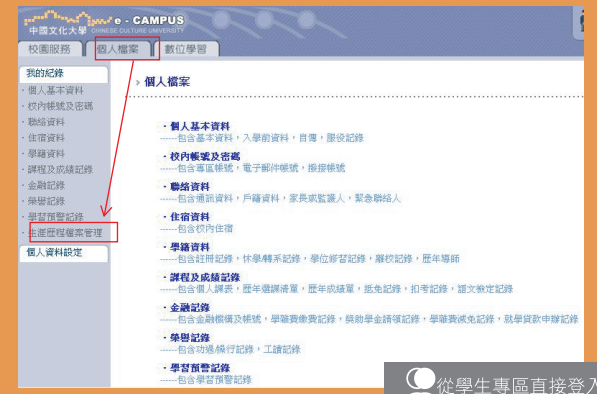 e - CAMPUS
中國文化大學 CHINESE CULTURE UNIVERSITY
校園服務 個人檔案 數位學習
我的紀錄
· 個人基本資料
· 校內帳號及密碼
· 聯絡資料
· 住宿資料
· 學籍資料
· 課程及成績記錄
· 金融記錄
· 榮譽記錄
· 學習預警記錄
· 生涯歷程檔案管理
個人資料設定
› 個人檔案
· 個人基本資料
------包含基本資料，入學前資料，自傳，服役記錄
· 校內帳號及密碼
------包含專區帳號，電子郵件帳號，撥接帳號
· 聯絡資料
------包含通訊資料，戶籍資料，家長或監護人，緊急聯絡人
· 住宿資料
------包含校內住宿
· 學籍資料
------包含註冊記錄，休學/轉系記錄，學位修習記錄，離校記錄，歷年導師
· 課程及成績記錄
------包含個人課表，歷年選課清單，歷年成績單，抵免記錄，扣考記錄，語文檢定記錄
· 金融記錄
------包含金融機構及帳號，學雜費繳費記錄，獎助學金請領記錄，學雜費減免記錄，就學貸款申辦記錄
· 榮譽記錄
------包含功過/操行記錄，工讀記錄
· 學習預警記錄
------包含學習預警記錄
從學生專區直接登入